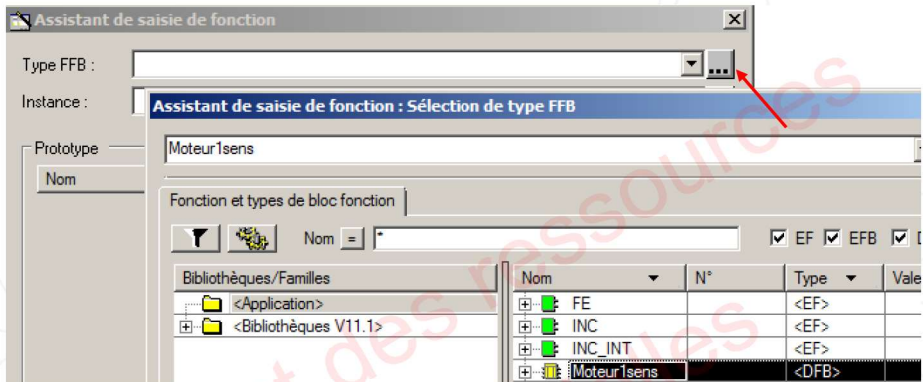 Assistant de saisie de fonction
Type FFB :
...
Instance :
Assistant de saisie de fonction : Sélection de type FFB
Prototype
Moteur1sens
Nom
Fonction et types de bloc fonction
Nom = *
EF EFB
Bibliothèques/Familles
Nom N° Type
<Application>
FE <EF>
<Bibliothèques V11.1>
INC <EF>
INC_INT <EF>
Moteur1sens <DFB>
des ressources